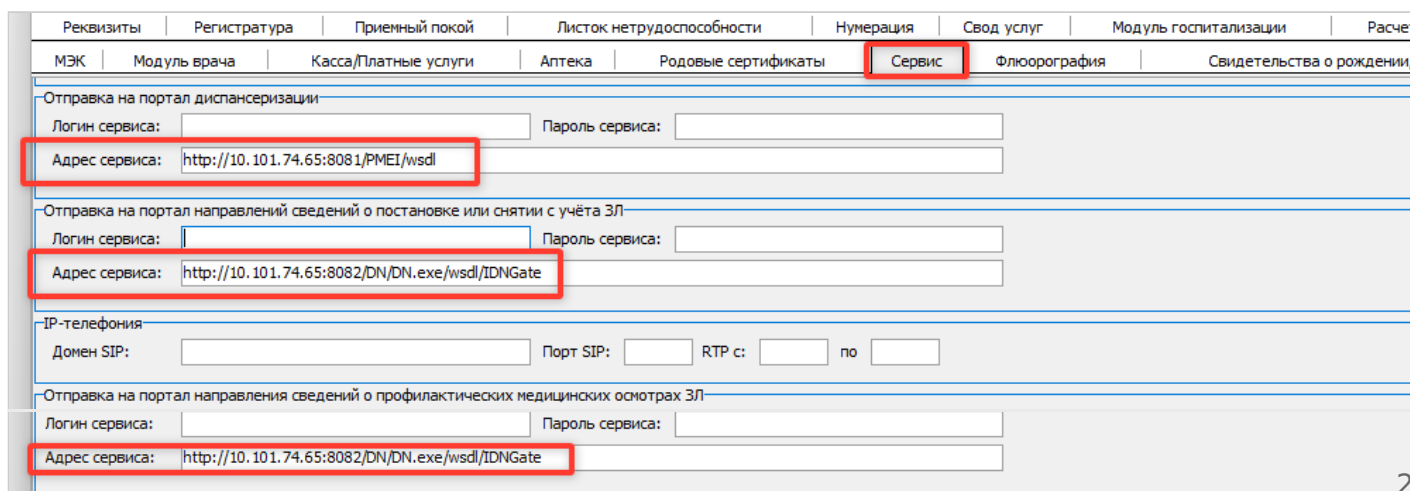 Реквизиты Регистратура Приемный покой Листок нетрудоспособности Нумерация Свод услуг Модуль госпитализации
МЭК Модуль врача Касса/Платные услуги Аптека Родовые сертификаты Сервис Флюорография Свидетельства о рождении,
Отправка на портал диспансеризации
Логин сервиса: Пароль сервиса:
Адрес сервиса: http://10.101.74.65:8081/PMEI/wsdl
Отправка на портал направлений сведений о постановке или снятии с учёта ЗЛ
Логин сервиса: Пароль сервиса:
Адрес сервиса: http://10.101.74.65:8082/DN/DN.exe/wsdl/IDNGate
IP-телефония
Домен SIP: Порт SIP: RTP с: по
Отправка на портал направления сведений о профилактических медицинских осмотрах ЗЛ
Логин сервиса: Пароль сервиса:
Адрес сервиса: http://10.101.74.65:8082/DN/DN.exe/wsdl/IDNGate